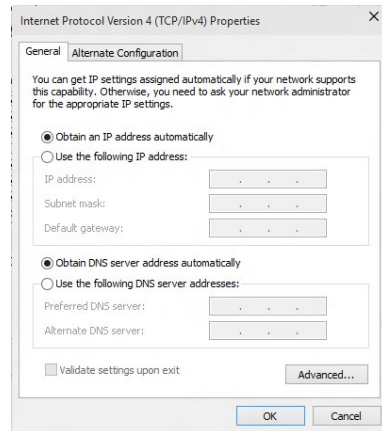 Internet Protocol Version 4 (TCP/IPv4) Properties
General
Alternate Configuration
You can get IP settings assigned automatically if your network supports
this capability. Otherwise, you need to ask your network administrator
for the appropriate IP settings.
Obtain an IP address automatically
Use the following IP address:
IP address:
Subnet mask:
Default gateway:
Obtain DNS server address automatically
Use the following DNS server addresses:
Preferred DNS server:
Alternate DNS server:
Validate settings upon exit
Advanced...
OK
Cancel